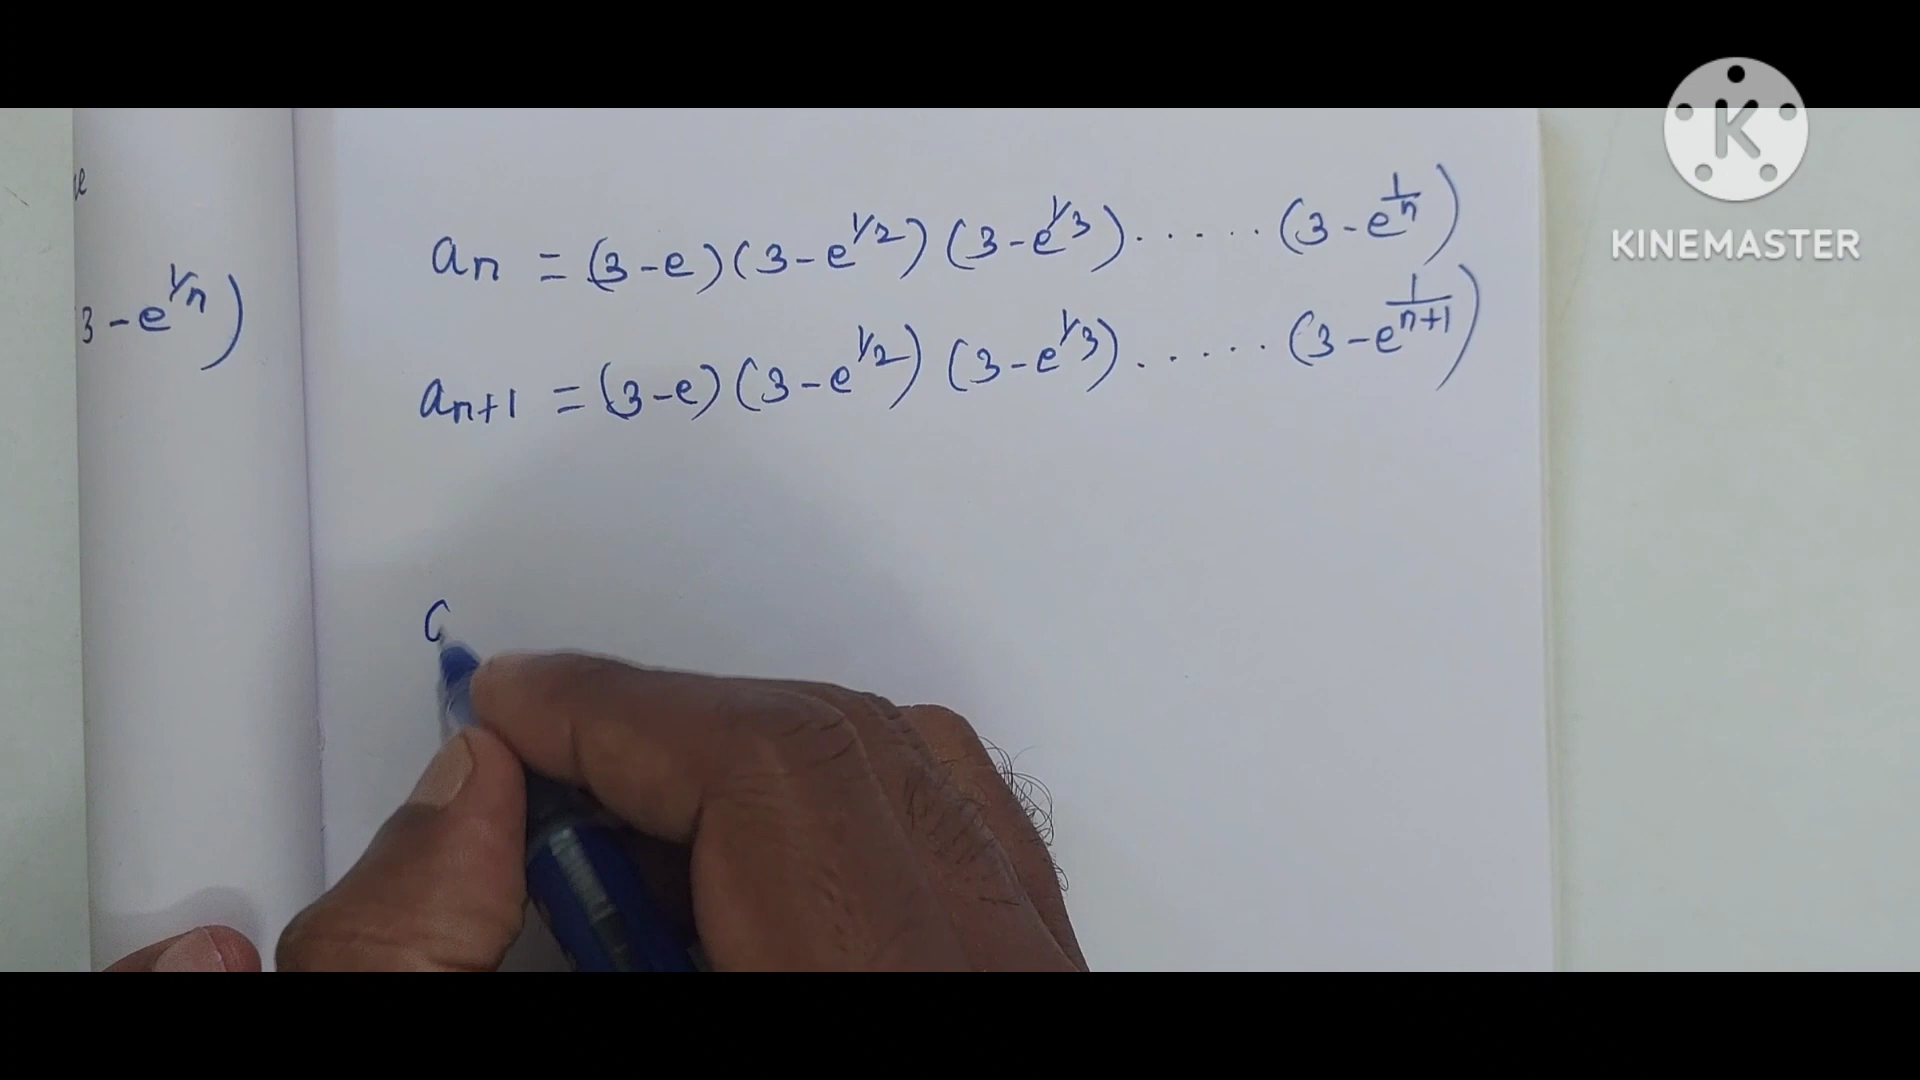 e
3-e^{1/n})
a_n = (3-e)(3-e^{1/2})(3-e^{1/3})......(3-e^{1/n})
a_{n+1} = (3-e)(3-e^{1/2})(3-e^{1/3})......(3-e^{1/(n+1)})
K
KINEMASTER